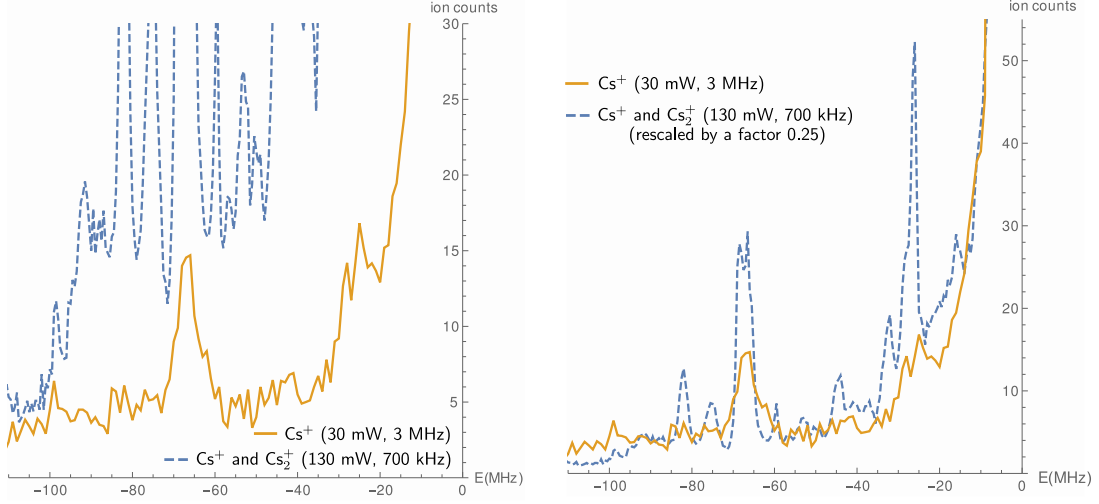 ion counts
30
25
20
15
10
5
Cs⁺ (30 mW, 3 MHz)
Cs⁺ and Cs₂⁺ (130 mW, 700 kHz)
−100 −80 −60 −40 −20 0 E(MHz)
ion counts
50
40
30
20
10
Cs⁺ (30 mW, 3 MHz)
Cs⁺ and Cs₂⁺ (130 mW, 700 kHz)
(rescaled by a factor 0.25)
−100 −80 −60 −40 −20 0 E(MHz)